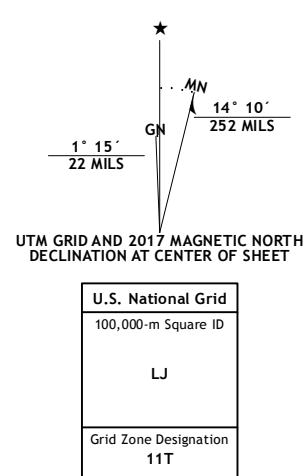 ★
MN
GN
14° 10´
252 MILS
1° 15´
22 MILS
UTM GRID AND 2017 MAGNETIC NORTH
DECLINATION AT CENTER OF SHEET
U.S. National Grid
100,000-m Square ID
LJ
Grid Zone Designation
11T